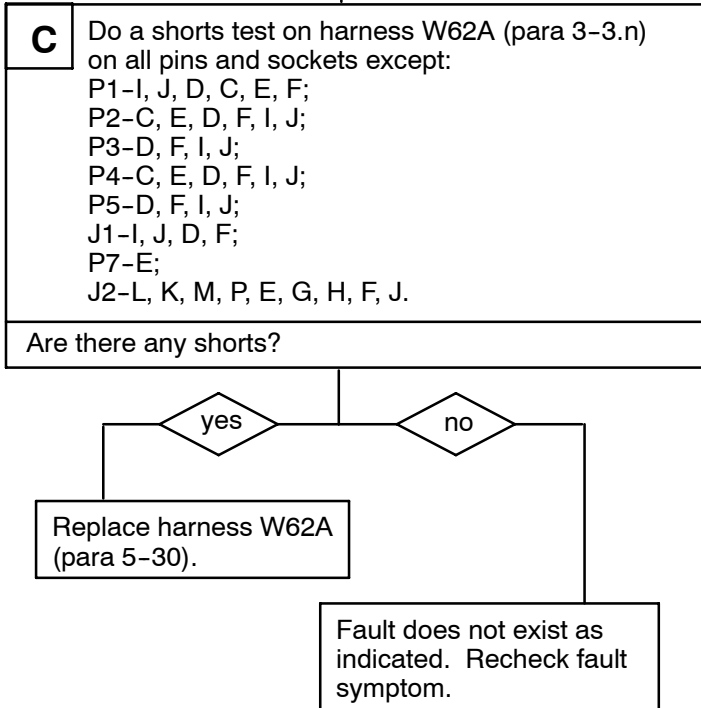 C
Do a shorts test on harness W62A (para 3-3.n)
on all pins and sockets except:
P1-I, J, D, C, E, F;
P2-C, E, D, F, I, J;
P3-D, F, I, J;
P4-C, E, D, F, I, J;
P5-D, F, I, J;
J1-I, J, D, F;
P7-E;
J2-L, K, M, P, E, G, H, F, J.
Are there any shorts?
yes
no
Replace harness W62A
(para 5-30).
Fault does not exist as
indicated. Recheck fault
symptom.